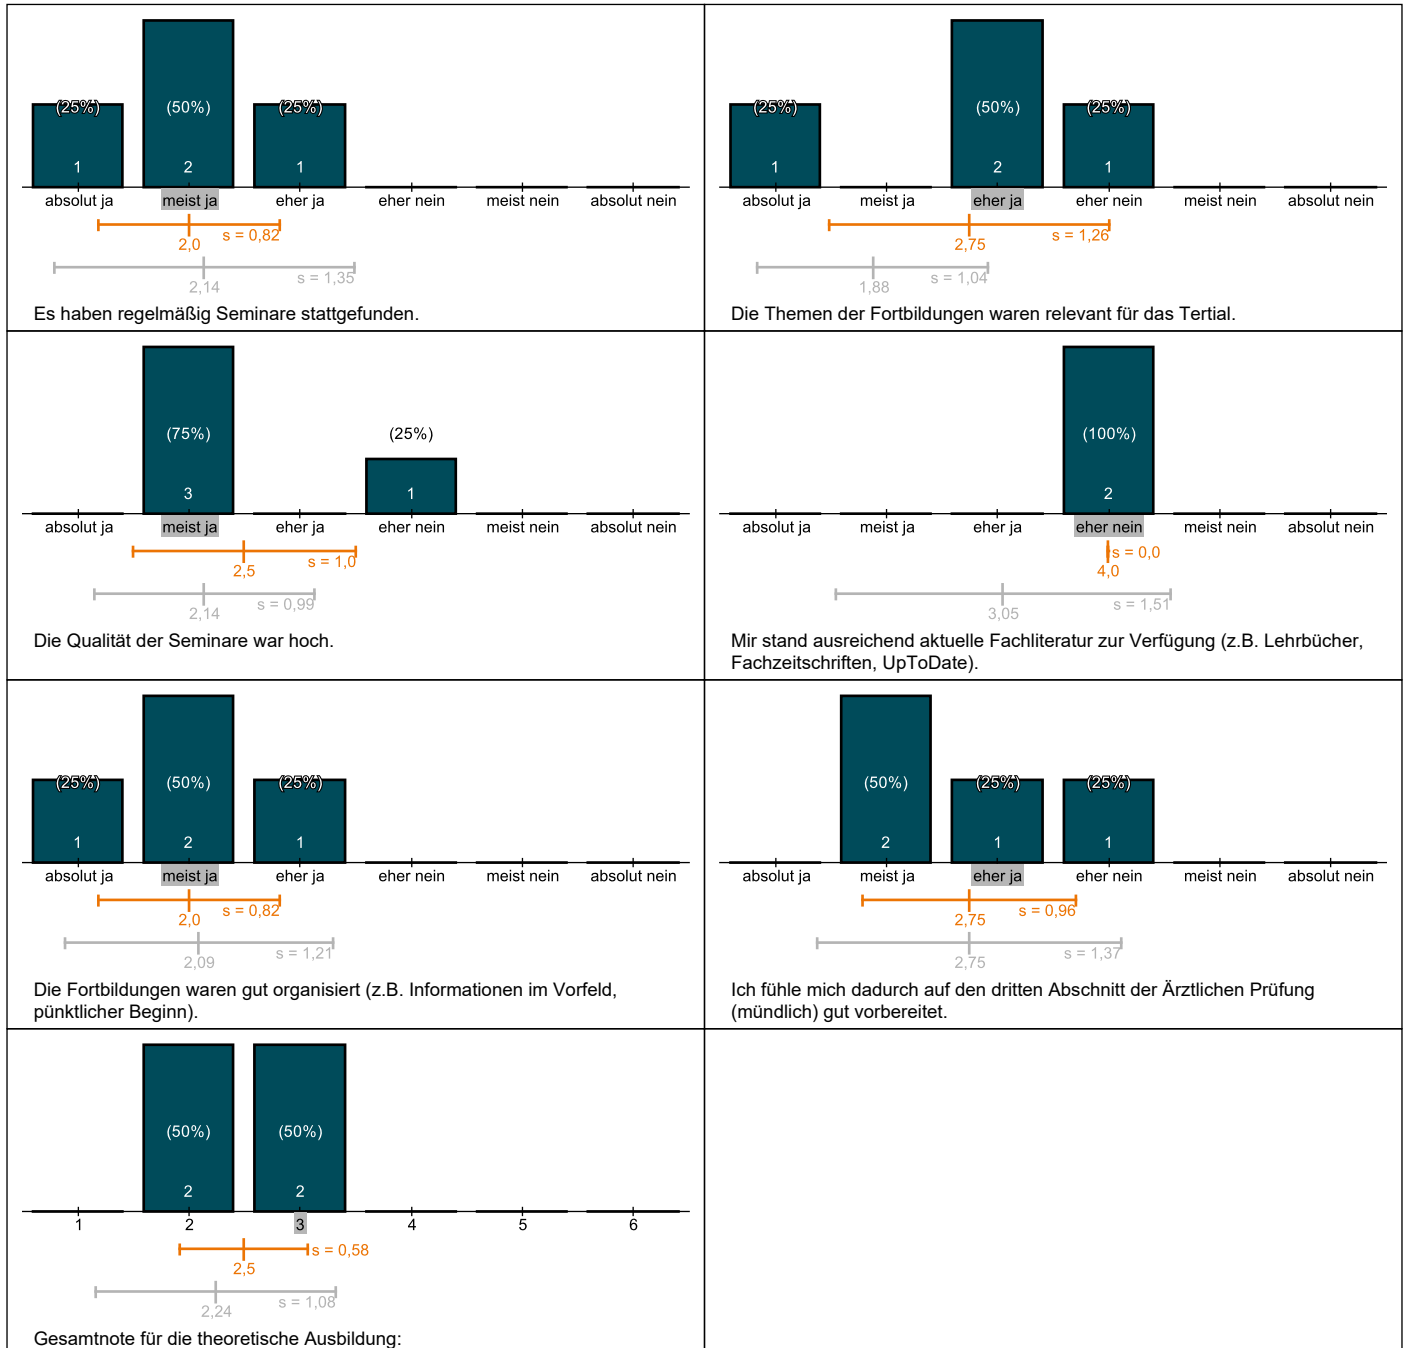 (25%) (50%) (25%)
1 2 1
absolut ja meist ja eher ja eher nein meist nein absolut nein
s = 0,82
2,0
s = 1,35
2,14
Es haben regelmäßig Seminare stattgefunden.
(25%) (50%) (25%)
1 2 1
absolut ja meist ja eher ja eher nein meist nein absolut nein
s = 1,26
2,75
s = 1,04
1,88
Die Themen der Fortbildungen waren relevant für das Tertial.
(75%) (25%)
3 1
absolut ja meist ja eher ja eher nein meist nein absolut nein
s = 1,0
2,5
s = 0,99
2,14
Die Qualität der Seminare war hoch.
(100%)
2
absolut ja meist ja eher ja eher nein meist nein absolut nein
s = 0,0
4,0
s = 1,51
3,05
Mir stand ausreichend aktuelle Fachliteratur zur Verfügung (z.B. Lehrbücher,
Fachzeitschriften, UpToDate).
(25%) (50%) (25%)
1 2 1
absolut ja meist ja eher ja eher nein meist nein absolut nein
s = 0,82
2,0
s = 1,21
2,09
Die Fortbildungen waren gut organisiert (z.B. Informationen im Vorfeld,
pünktlicher Beginn).
(50%) (25%) (25%)
2 1 1
absolut ja meist ja eher ja eher nein meist nein absolut nein
s = 0,96
2,75
s = 1,37
2,75
Ich fühle mich dadurch auf den dritten Abschnitt der Ärztlichen Prüfung
(mündlich) gut vorbereitet.
(50%) (50%)
2 2
1 2 3 4 5 6
s = 0,58
2,5
s = 1,08
2,24
Gesamtnote für die theoretische Ausbildung: